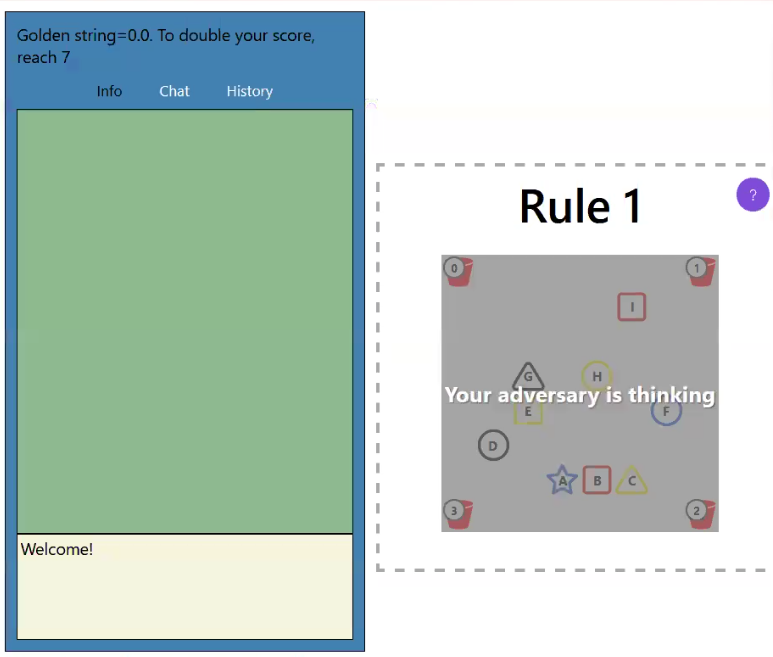 Golden string=0.0. To double your score,
reach 7
Info Chat History
Welcome!
Rule 1
?
0 1
I
G H
Your adversary is thinking
E F
D
A B C
3 2